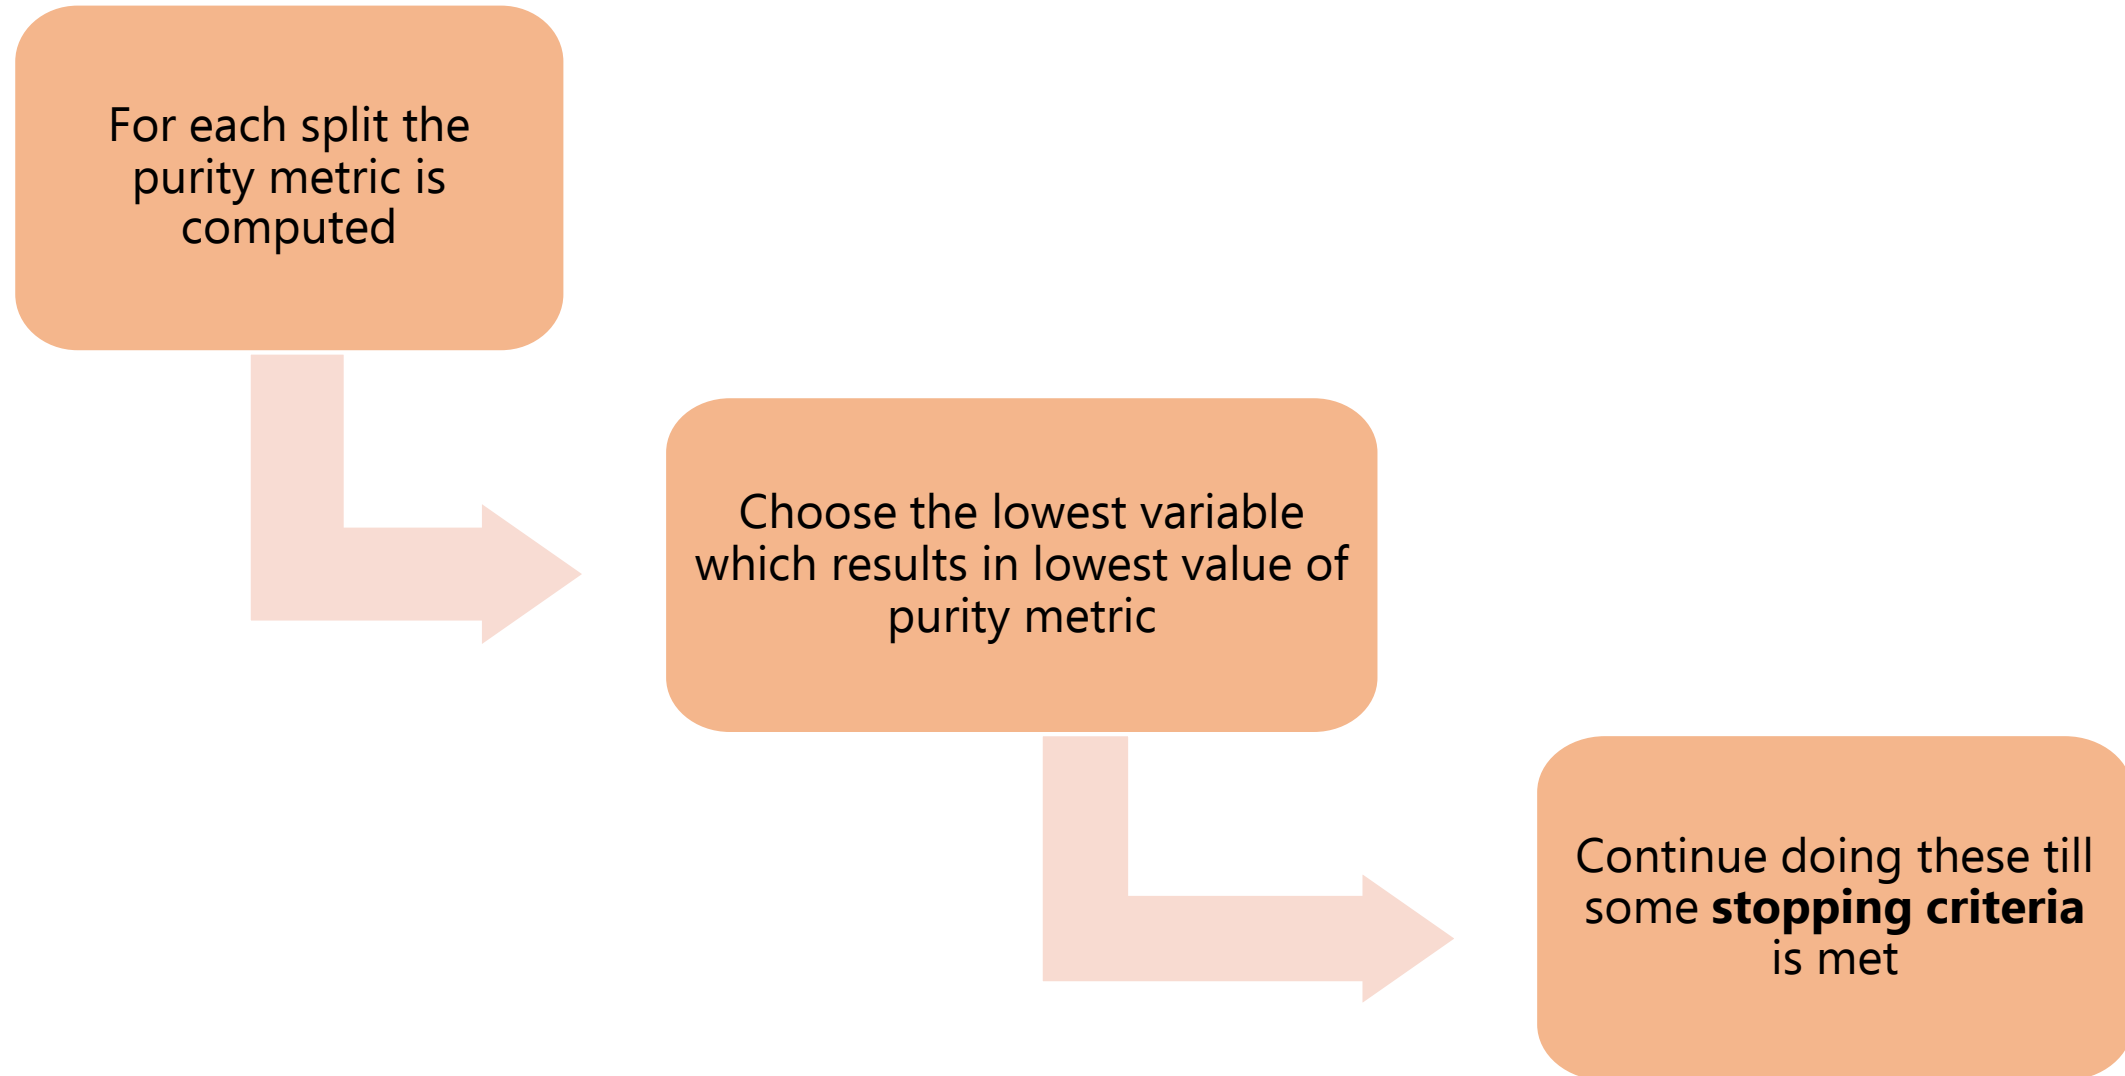 For each split the
purity metric is
computed
Choose the lowest variable
which results in lowest value of
purity metric
Continue doing these till
some stopping criteria
is met